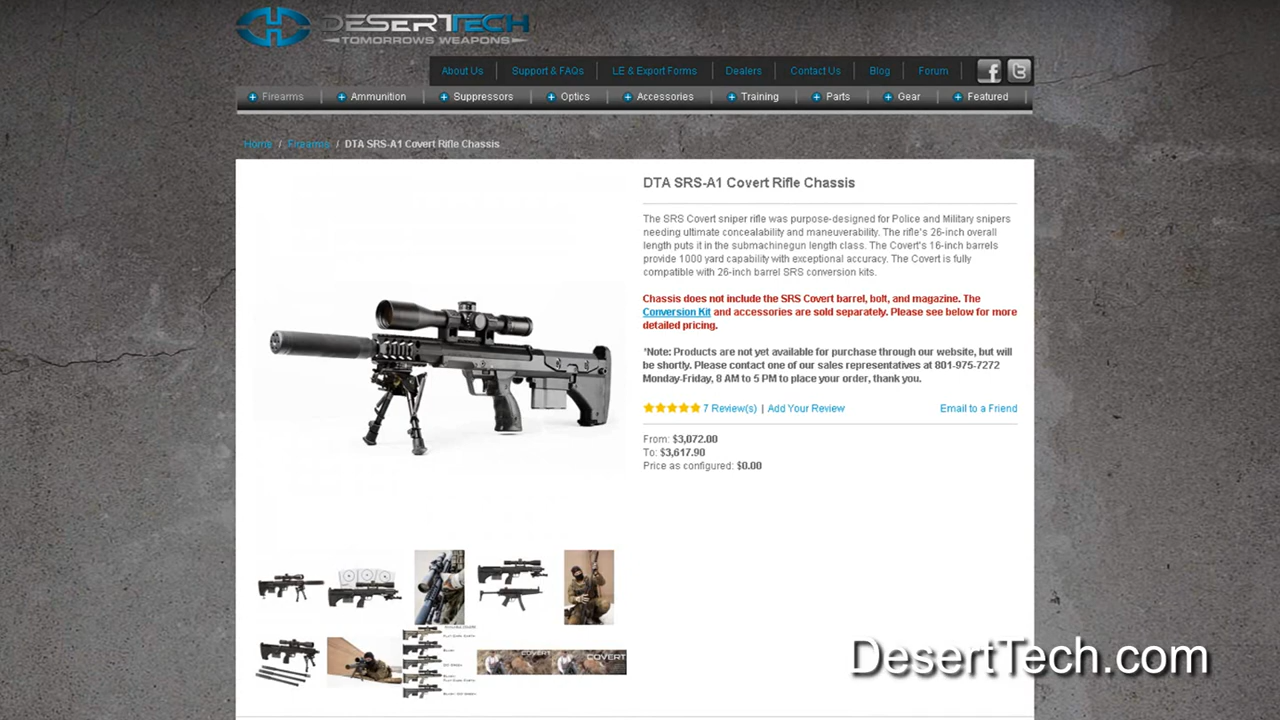 DESERTTECH
TOMORROWS WEAPONS
About Us
Support & FAQs
LE & Export Forms
Dealers
Contact Us
Blog
Forum
Firearms
Ammunition
Suppressors
Optics
Accessories
Training
Parts
Gear
Featured
Home / Firearms / DTA SRS-A1 Covert Rifle Chassis
DTA SRS-A1 Covert Rifle Chassis
The SRS Covert sniper rifle was purpose-designed for Police and Military snipers
needing ultimate concealability and maneuverability. The rifle's 26-inch overall
length puts it in the submachinegun length class. The Covert's 16-inch barrels
provide 1000 yard capability with exceptional accuracy. The Covert is fully
compatible with 26-inch barrel SRS conversion kits.
Chassis does not include the SRS Covert barrel, bolt, and magazine. The
Conversion Kit and accessories are sold separately. Please see below for more
detailed pricing.
*Note: Products are not yet available for purchase through our website, but will
be shortly. Please contact one of our sales representatives at 801-975-7272
Monday-Friday, 8 AM to 5 PM to place your order, thank you.
7 Review(s) | Add Your Review
Email to a Friend
From: $3,072.00
To: $3,617.90
Price as configured: $0.00
COVERT
COVERT
DesertTech.com